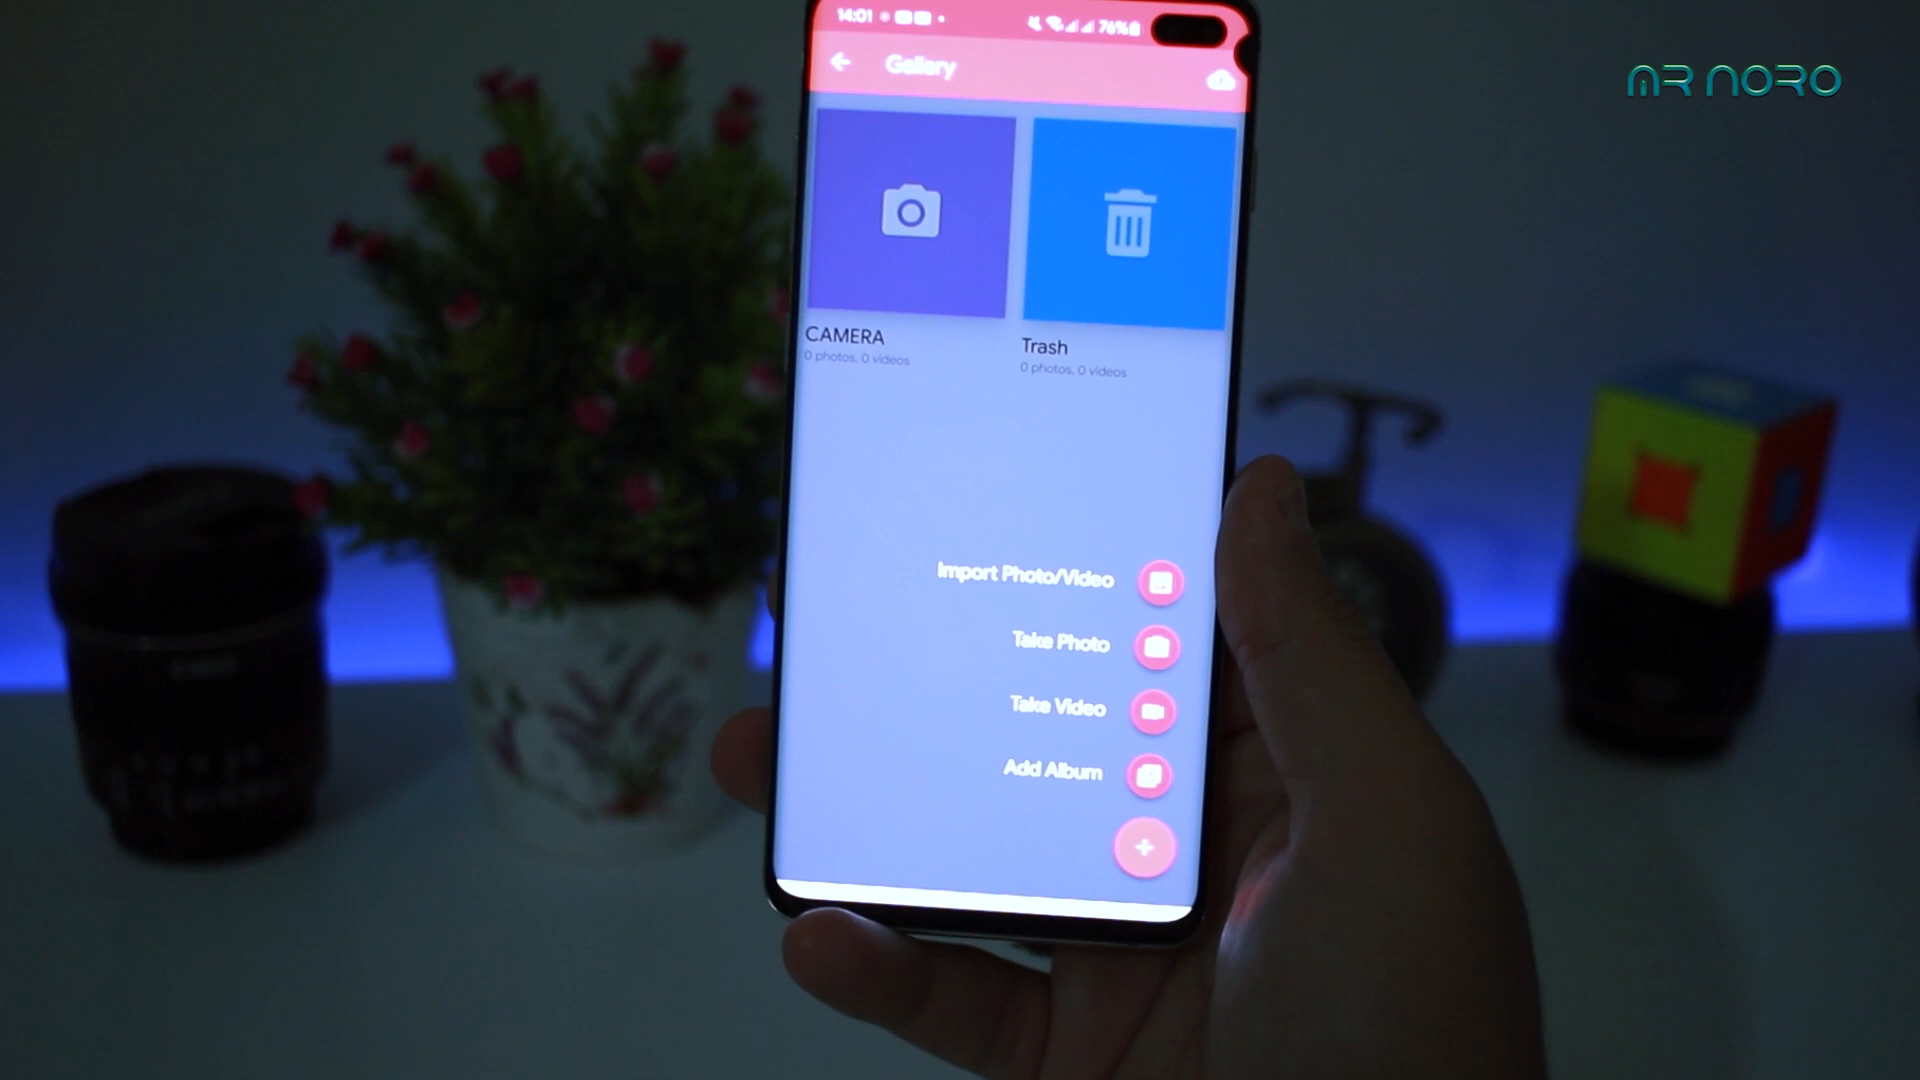 14:01 76%
MR NORO
Gallery
CAMERA
0 photos, 0 videos
Trash
0 photos, 0 videos
Import Photo/Video
Take Photo
Take Video
Add Album